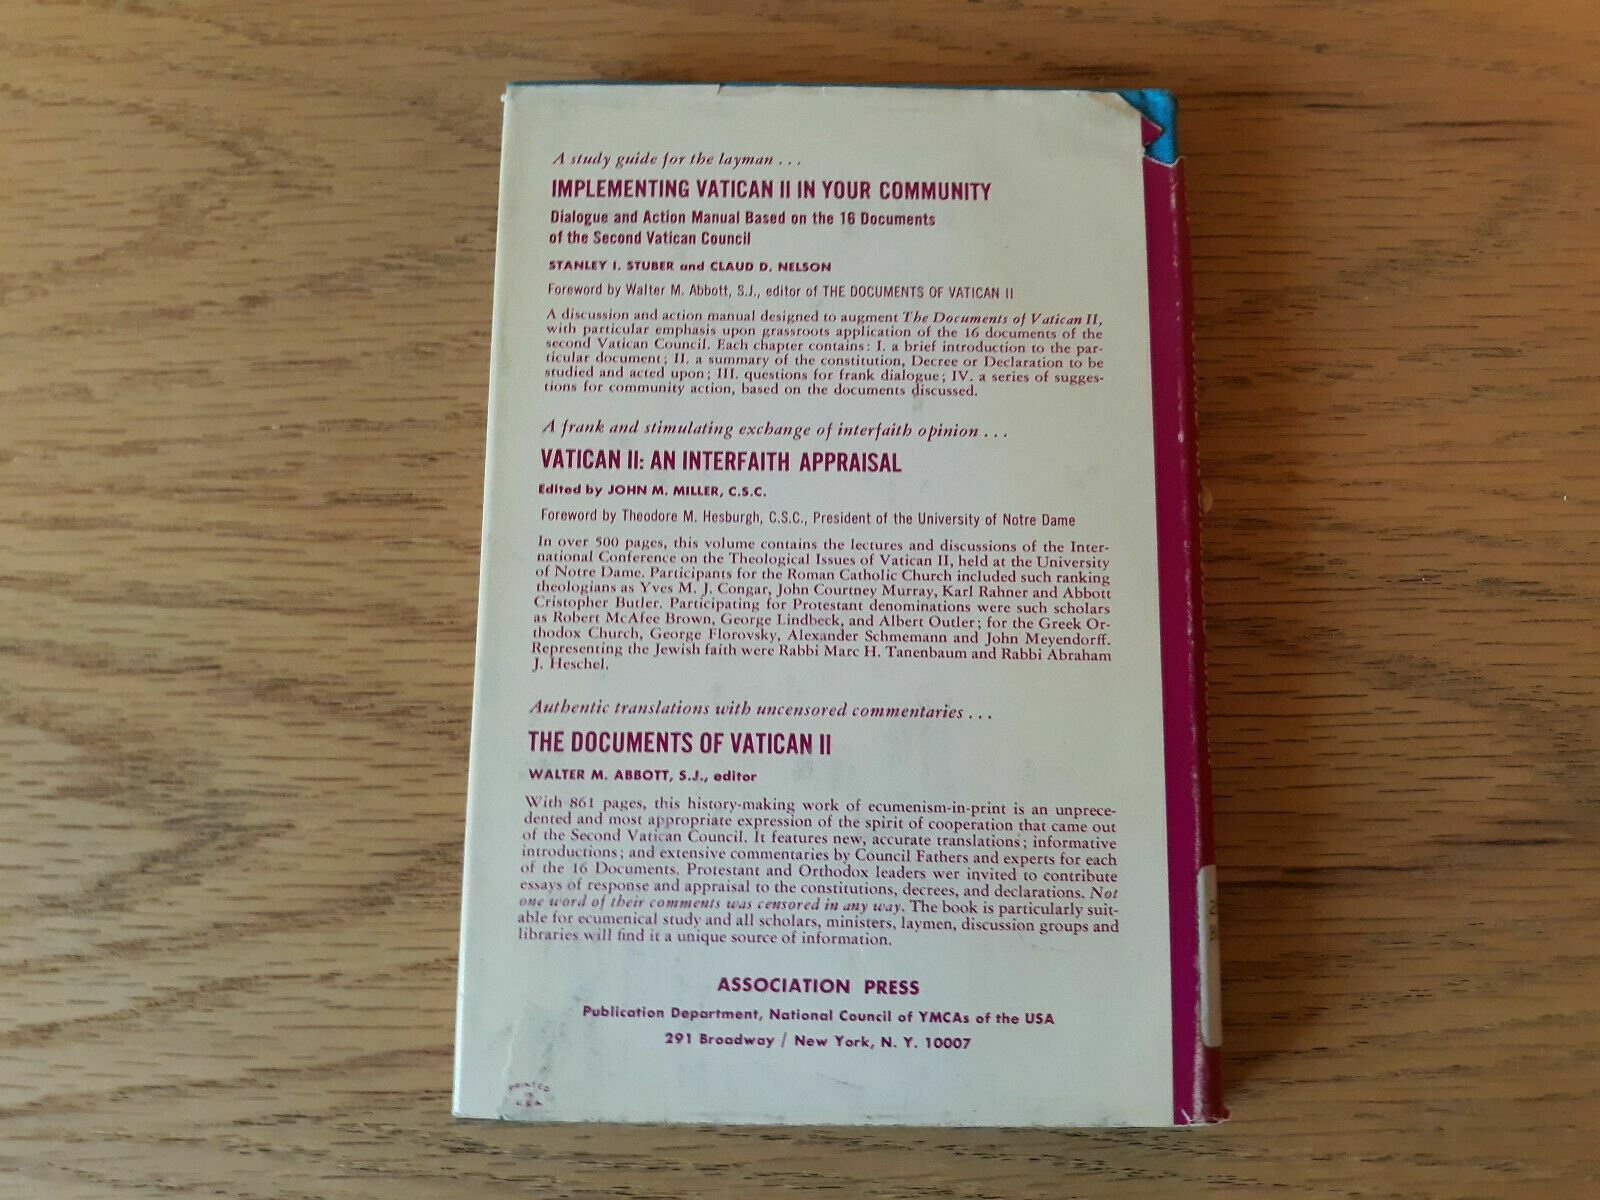 A study guide for the layman . . .
IMPLEMENTING VATICAN II IN YOUR COMMUNITY
Dialogue and Action Manual Based on the 16 Documents
of the Second Vatican Council
STANLEY I. STUBER and CLAUD D. NELSON
Foreword by Walter M. Abbott, S.J., editor of THE DOCUMENTS OF VATICAN II
A discussion and action manual designed to augment The Documents of Vatican II,
with particular emphasis upon grassroots application of the 16 documents of the
second Vatican Council. Each chapter contains: I. a brief introduction to the par-
ticular document; II. a summary of the constitution, Decree or Declaration to be
studied and acted upon; III. questions for frank dialogue; IV. a series of sugges-
tions for community action, based on the documents discussed.
A frank and stimulating exchange of interfaith opinion . . .
VATICAN II: AN INTERFAITH APPRAISAL
Edited by JOHN M. MILLER, C.S.C.
Foreword by Theodore M. Hesburgh, C.S.C., President of the University of Notre Dame
In over 500 pages, this volume contains the lectures and discussions of the Inter-
national Conference on the Theological Issues of Vatican II, held at the University
of Notre Dame. Participants for the Roman Catholic Church included such ranking
theologians as Yves M. J. Congar, John Courtney Murray, Karl Rahner and Abbott
Cristopher Butler. Participating for Protestant denominations were such scholars
as Robert McAfee Brown, George Lindbeck, and Albert Outler; for the Greek Or-
thodox Church, George Florovsky, Alexander Schmemann and John Meyendorff.
Representing the Jewish faith were Rabbi Marc H. Tanenbaum and Rabbi Abraham
J. Heschel.
Authentic translations with uncensored commentaries . . .
THE DOCUMENTS OF VATICAN II
WALTER M. ABBOTT, S.J., editor
With 861 pages, this history-making work of ecumenism-in-print is an unprece-
dented and most appropriate expression of the spirit of cooperation that came out
of the Second Vatican Council. It features new, accurate translations; informative
introductions; and extensive commentaries by Council Fathers and experts for each
of the 16 Documents. Protestant and Orthodox leaders wer invited to contribute
essays of response and appraisal to the constitutions, decrees, and declarations. Not
one word of their comments was censored in any way. The book is particularly suit-
able for ecumenical study and all scholars, ministers, laymen, discussion groups and
libraries will find it a unique source of information.
ASSOCIATION PRESS
Publication Department, National Council of YMCAs of the USA
291 Broadway / New York, N. Y. 10007
PRINTED
IN
U.S.A.